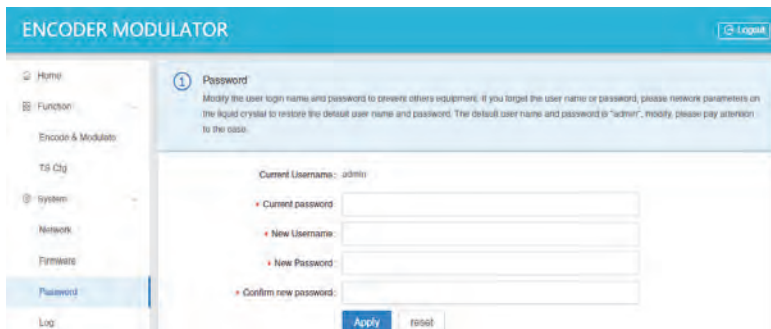 ENCODER MODULATOR
Logout
Home
Function
Encode & Modulato
TS Cfg
System
Network
Firmware
Password
Log
1
Password
Modify the user login name and password to prevent others equipment. If you forget the user name or password, please network parameters on
the liquid crystal to restore the default user name and password. The default user name and password is "admin", modify, please pay attention
to the case.
Current Username : admin
* Current password :
* New Username :
* New Password :
* Confirm new password :
Apply reset